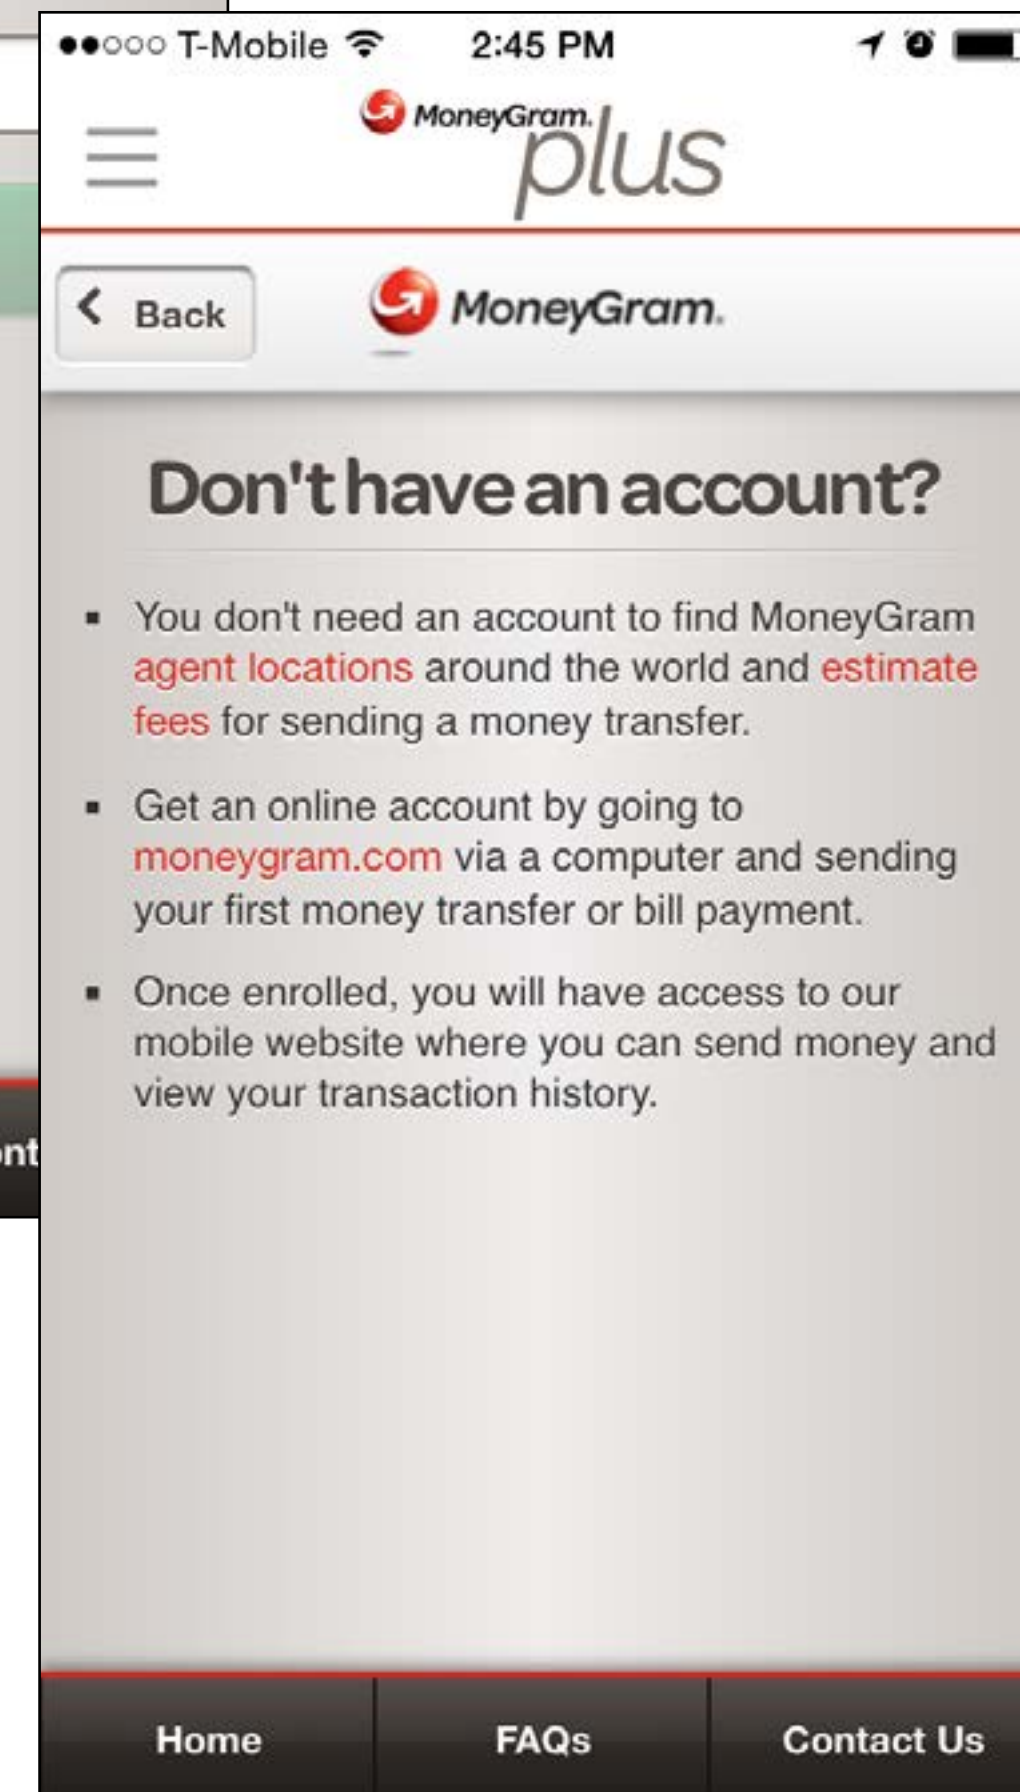 T-Mobile 2:45 PM
MoneyGram.
plus
Back MoneyGram.
Don't have an account?
▪ You don't need an account to find MoneyGram
agent locations around the world and estimate
fees for sending a money transfer.
▪ Get an online account by going to
moneygram.com via a computer and sending
your first money transfer or bill payment.
▪ Once enrolled, you will have access to our
mobile website where you can send money and
view your transaction history.
Home FAQs Contact Us